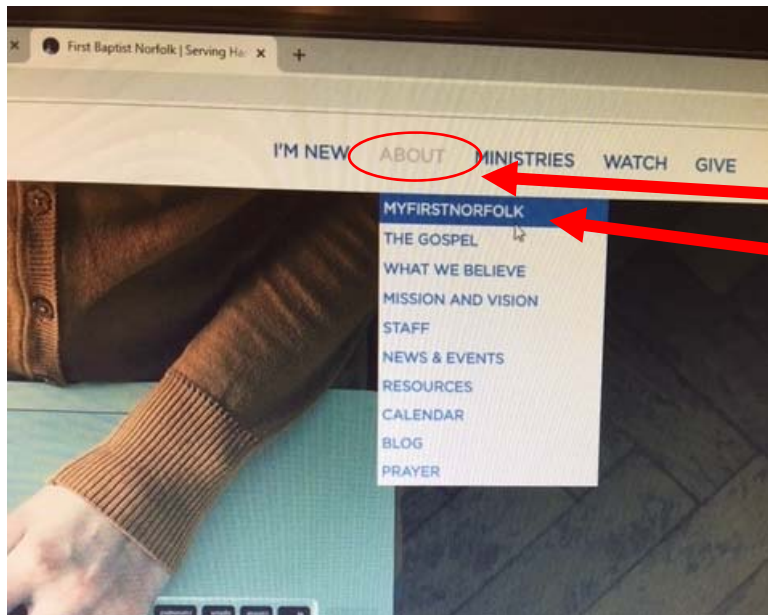 First Baptist Norfolk | Serving Ha
I'M NEW ABOUT MINISTRIES WATCH GIVE
MYFIRSTNORFOLK
THE GOSPEL
WHAT WE BELIEVE
MISSION AND VISION
STAFF
NEWS & EVENTS
RESOURCES
CALENDAR
BLOG
PRAYER